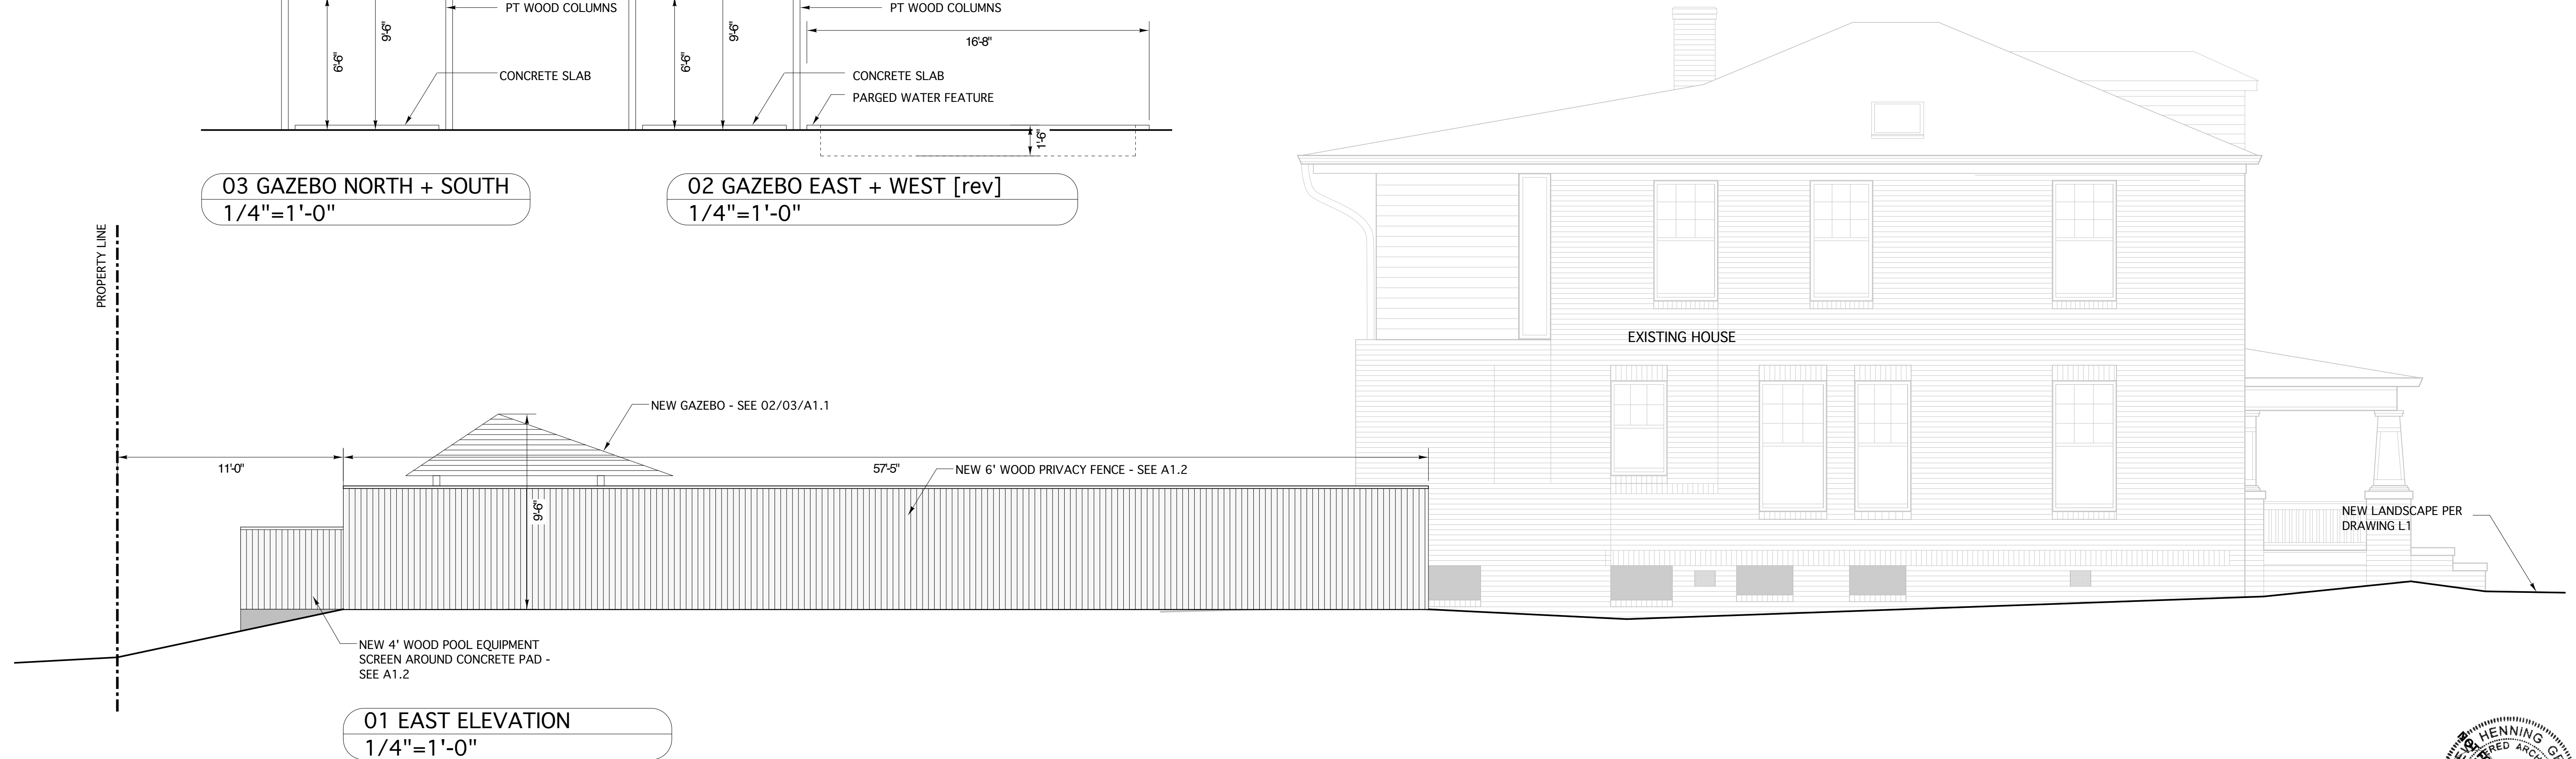 PT WOOD COLUMNS
9'-6"
6'-6"
CONCRETE SLAB
PT WOOD COLUMNS
9'-6"
6'-6"
16'-8"
CONCRETE SLAB
PARGED WATER FEATURE
1'-6"
03 GAZEBO NORTH + SOUTH
1/4"=1'-0"
02 GAZEBO EAST + WEST [rev]
1/4"=1'-0"
PROPERTY LINE
EXISTING HOUSE
NEW GAZEBO - SEE 02/03/A1.1
11'-0"
57'-5"
NEW 6' WOOD PRIVACY FENCE - SEE A1.2
9'-6"
NEW LANDSCAPE PER
DRAWING L1
NEW 4' WOOD POOL EQUIPMENT
SCREEN AROUND CONCRETE PAD -
SEE A1.2
01 EAST ELEVATION
1/4"=1'-0"
HENNING